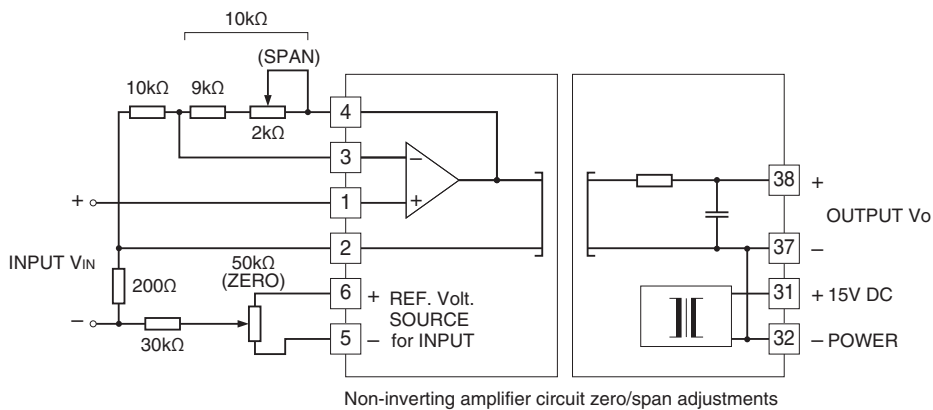 10kΩ
(SPAN)
10kΩ
9kΩ
2kΩ
4
3
1
2
6
5
−
+
+
−
INPUT VIN
200Ω
50kΩ
(ZERO)
30kΩ
+ REF. Volt.
SOURCE
− for INPUT
38 +
OUTPUT Vo
37 −
31 + 15V DC
32 − POWER
Non-inverting amplifier circuit zero/span adjustments